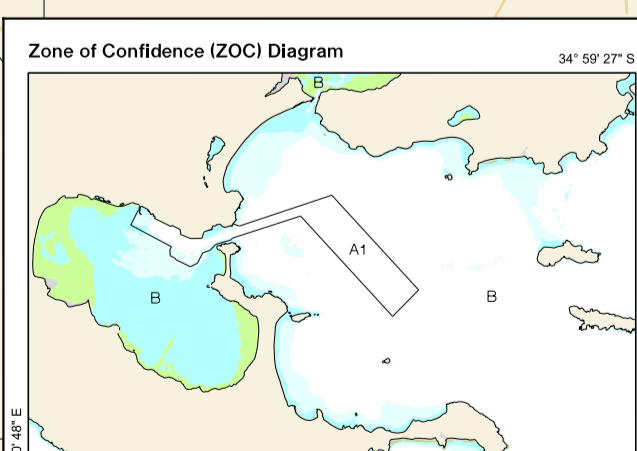 Zone of Confidence (ZOC) Diagram
34° 59' 27" S
B
A1
B
B
0' 48" E